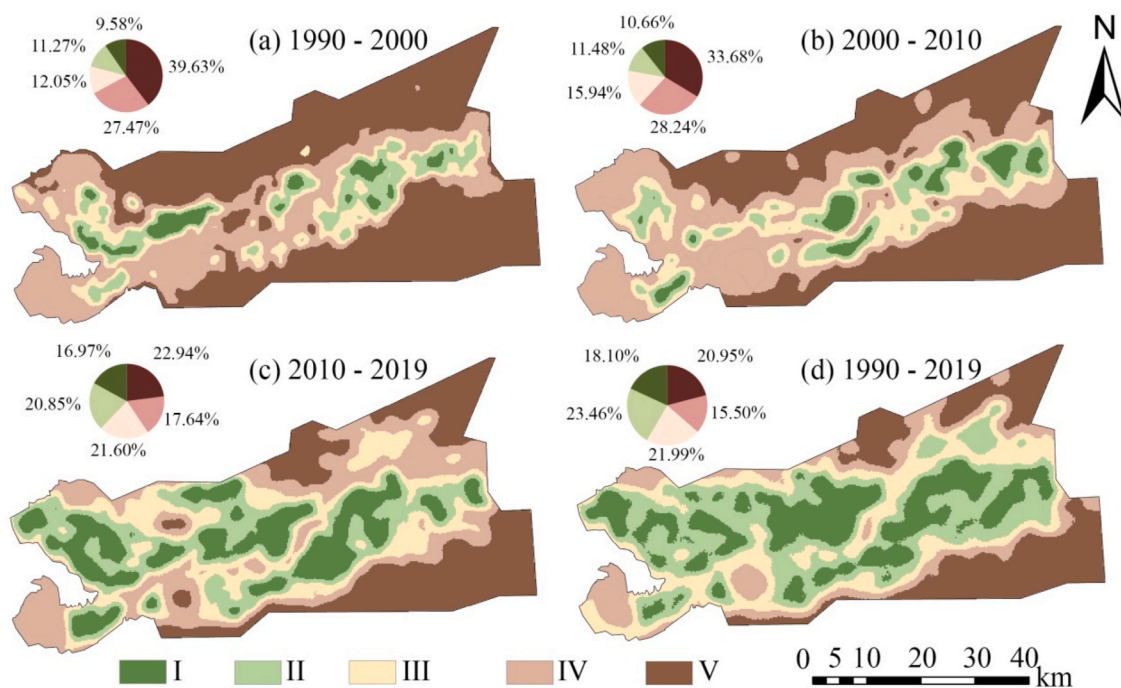 (a) 1990 - 2000
9.58%
11.27%
12.05%
39.63%
27.47%
(b) 2000 - 2010
10.66%
11.48%
15.94%
33.68%
28.24%
N
(c) 2010 - 2019
16.97%
22.94%
20.85%
17.64%
21.60%
(d) 1990 - 2019
18.10%
20.95%
23.46%
15.50%
21.99%
I II III IV V
0 5 10 20 30 40 km